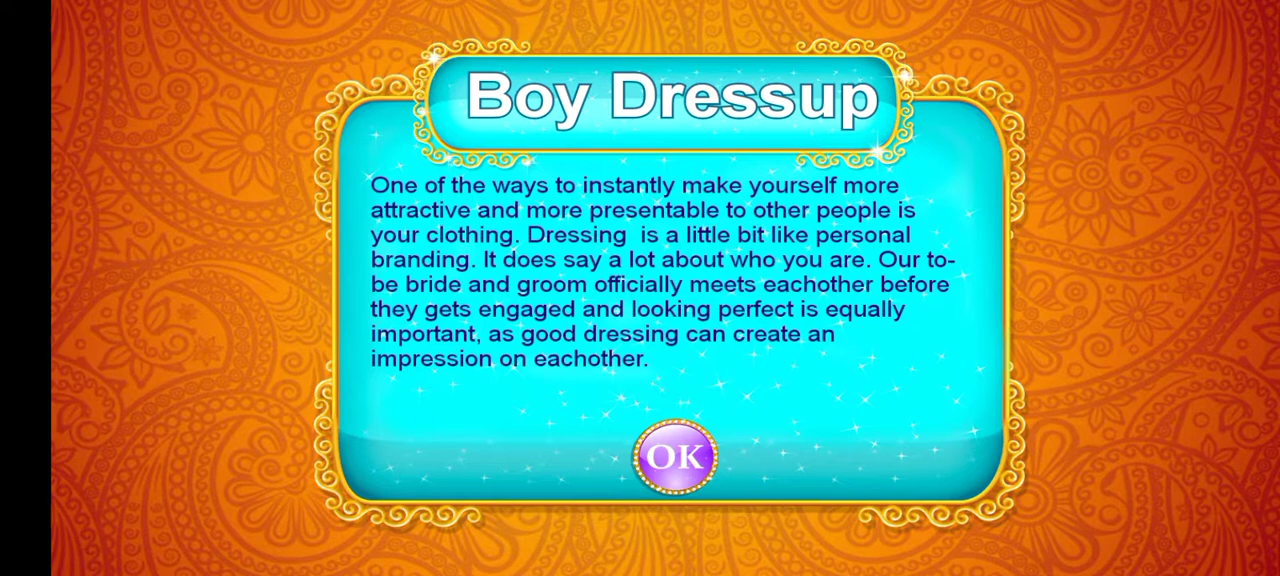 Boy Dressup
One of the ways to instantly make yourself more
attractive and more presentable to other people is
your clothing. Dressing  is a little bit like personal
branding. It does say a lot about who you are. Our to-
be bride and groom officially meets eachother before
they gets engaged and looking perfect is equally
important, as good dressing can create an
impression on eachother.
OK